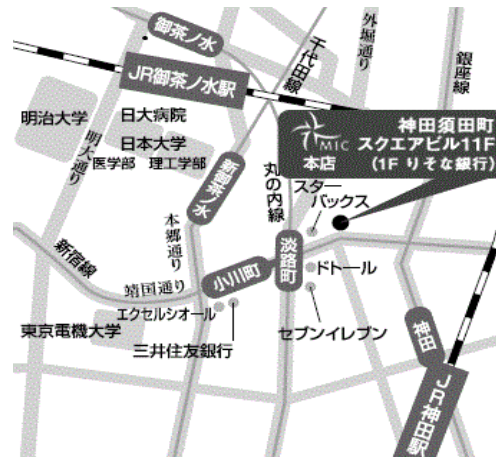 御茶ノ水
千代田線
外堀通り
銀座線
JR御茶ノ水駅
明治大学
明大通り
日大病院
日本大学
医学部 理工学部
新御茶ノ水
MIC
本店
神田須田町
スクエアビル11F
(1F りそな銀行)
丸の内線
スター
バックス
本郷通り
新宿線
靖国通り
小川町
淡路町
ドトール
エクセルシオール
セブンイレブン
東京電機大学
三井住友銀行
神田
JR神田駅